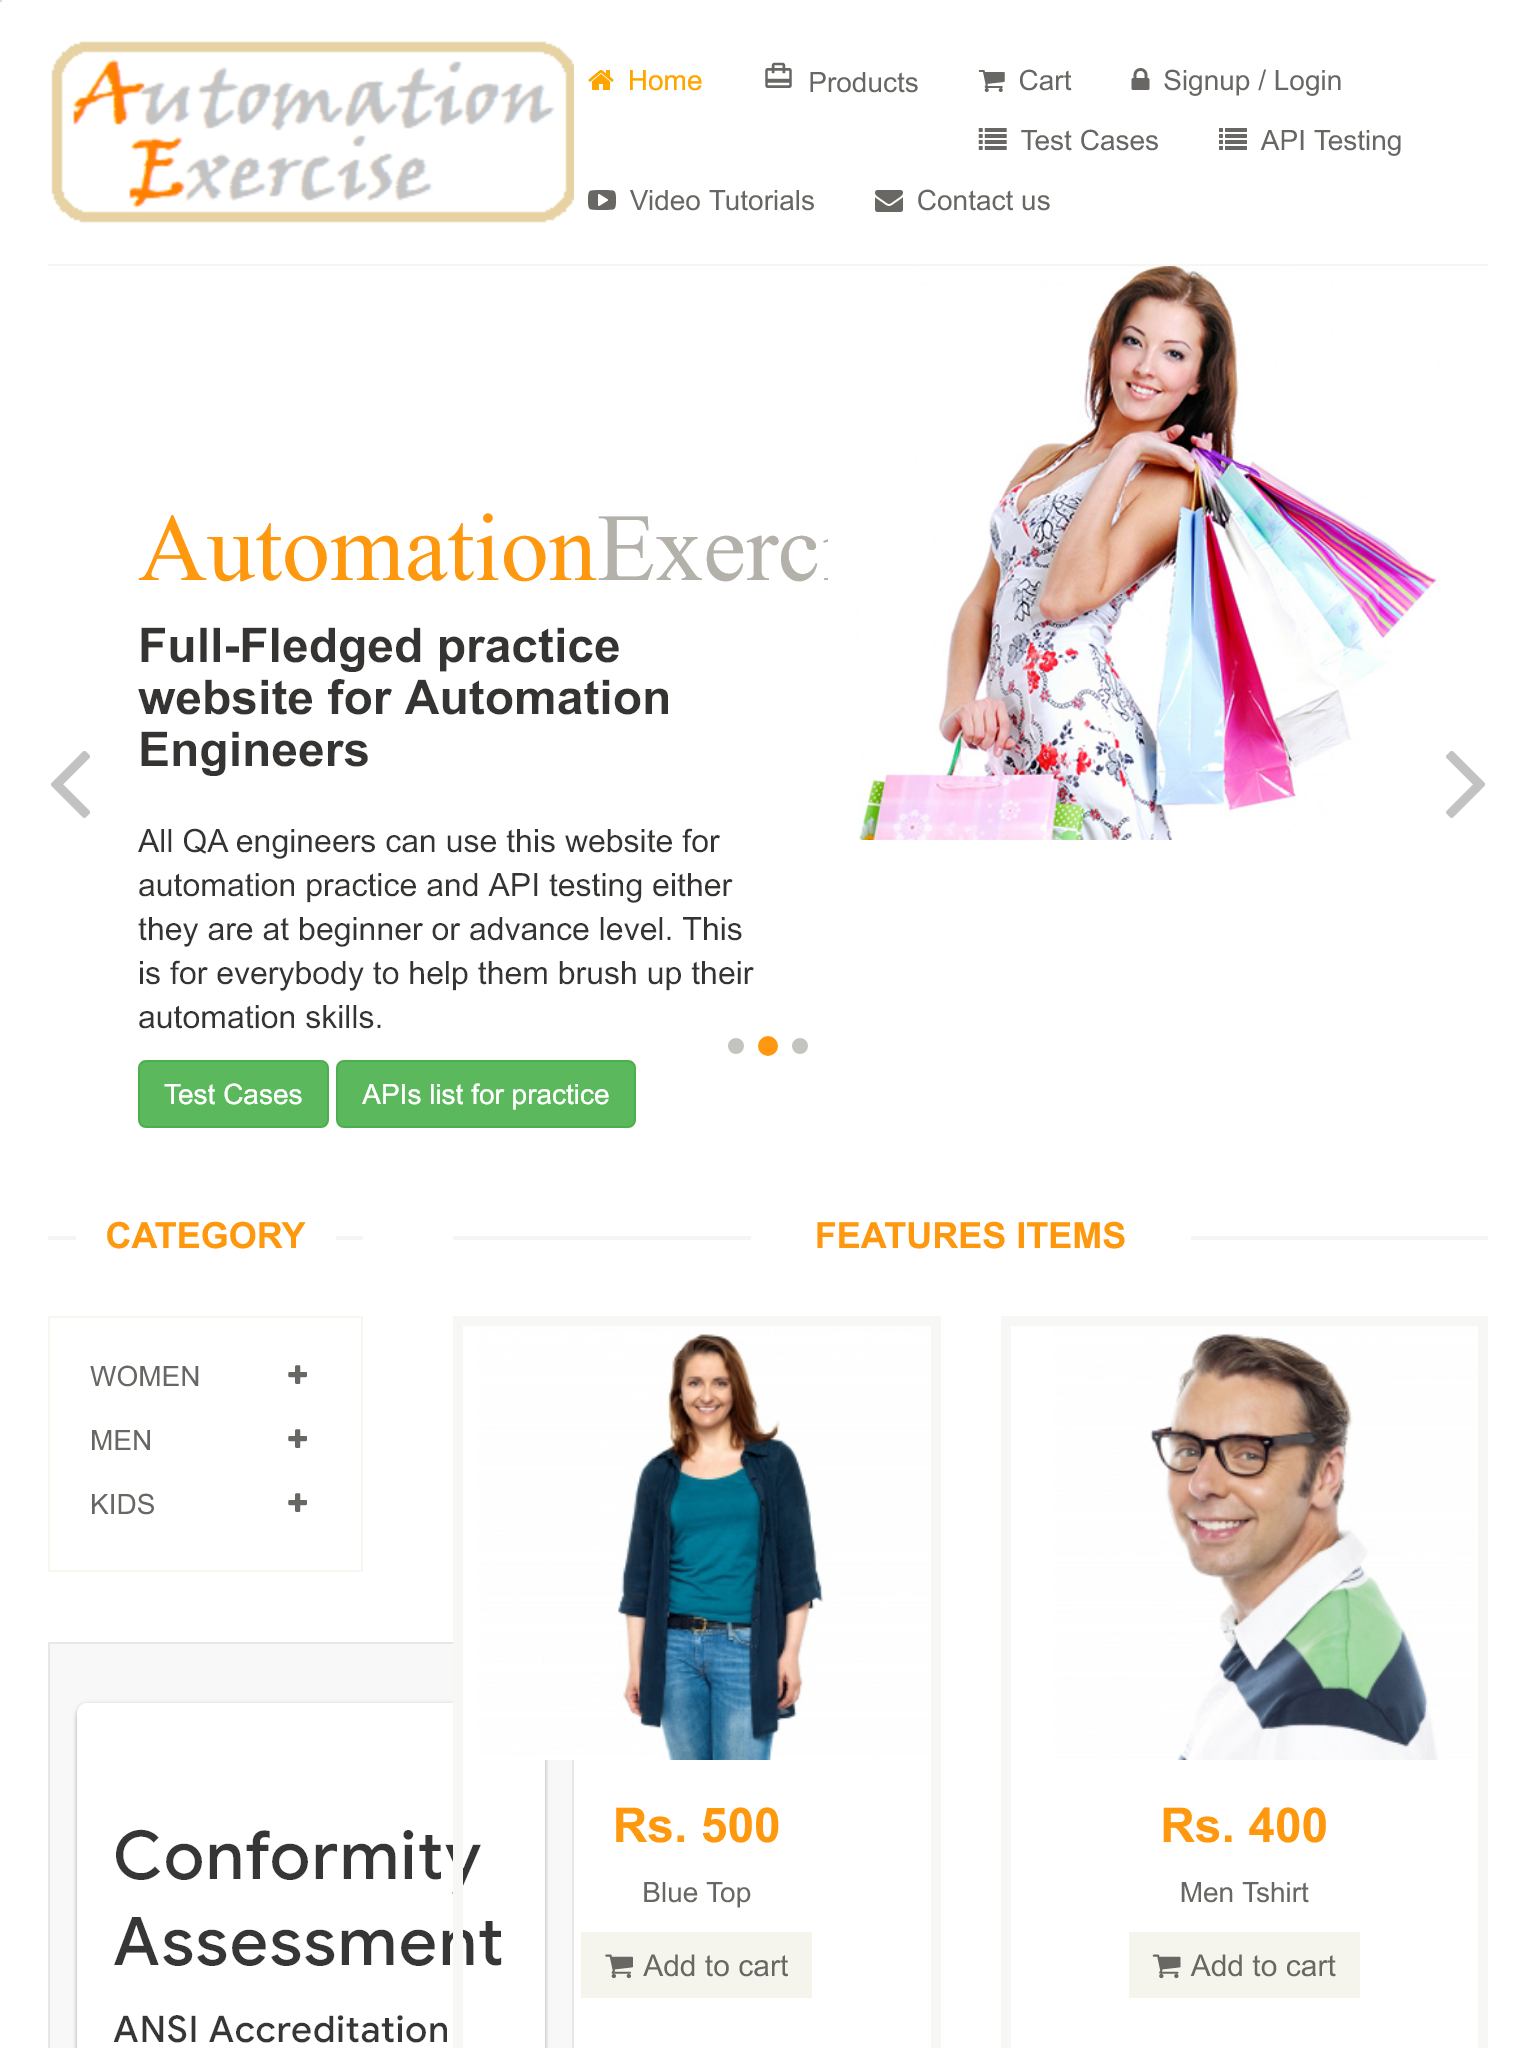 Automation
Exercise
Home
Products
Cart
Signup / Login
Test Cases
API Testing
Video Tutorials
Contact us
AutomationExerc
Full-Fledged practice
website for Automation
Engineers
All QA engineers can use this website for
automation practice and API testing either
they are at beginner or advance level. This
is for everybody to help them brush up their
automation skills.
Test Cases
APIs list for practice
CATEGORY
WOMEN
MEN
KIDS
Conformity
Assessment
ANSI Accreditation
FEATURES ITEMS
Rs. 500
Blue Top
Add to cart
Rs. 400
Men Tshirt
Add to cart